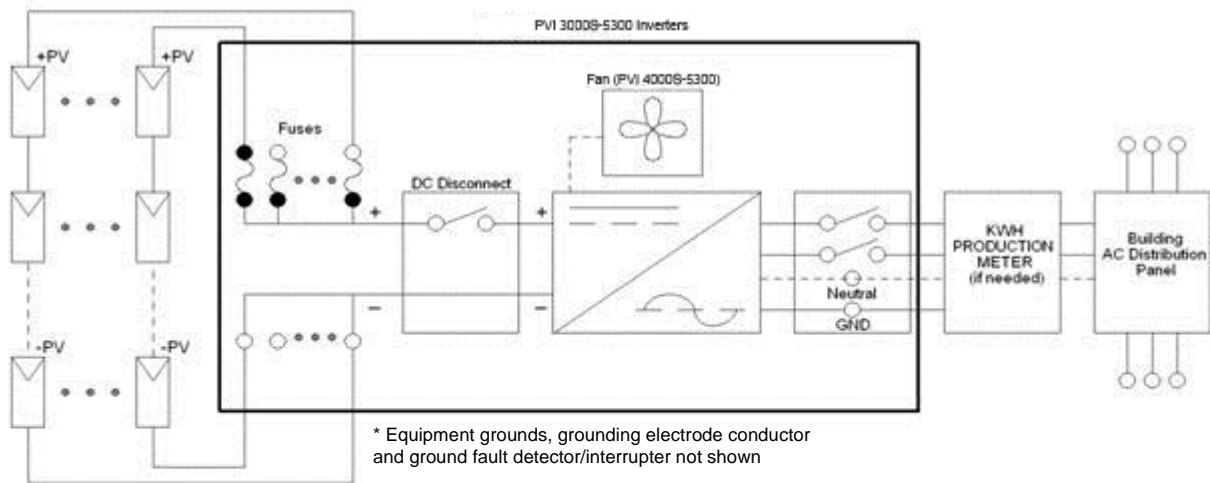 PVI 3000S-5300 Inverters
+PV
+PV
Fan (PVI 4000S-5300)
Fuses
DC Disconnect
+
+
KWH
PRODUCTION
METER
(if needed)
Building
AC Distribution
Panel
Neutral
GND
–
–
-PV
-PV
* Equipment grounds, grounding electrode conductor
and ground fault detector/interrupter not shown